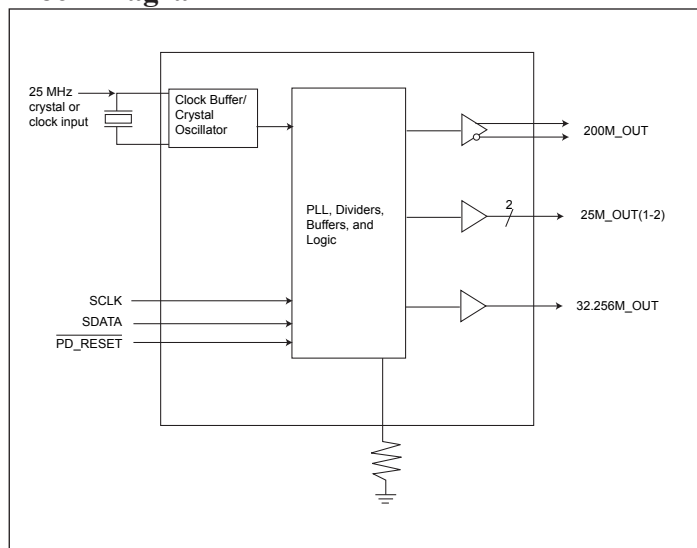 25 MHz
crystal or
clock input
Clock Buffer/
Crystal
Oscillator
PLL, Dividers,
Buffers, and
Logic
SCLK
SDATA
PD_RESET
200M_OUT
2
25M_OUT(1-2)
32.256M_OUT